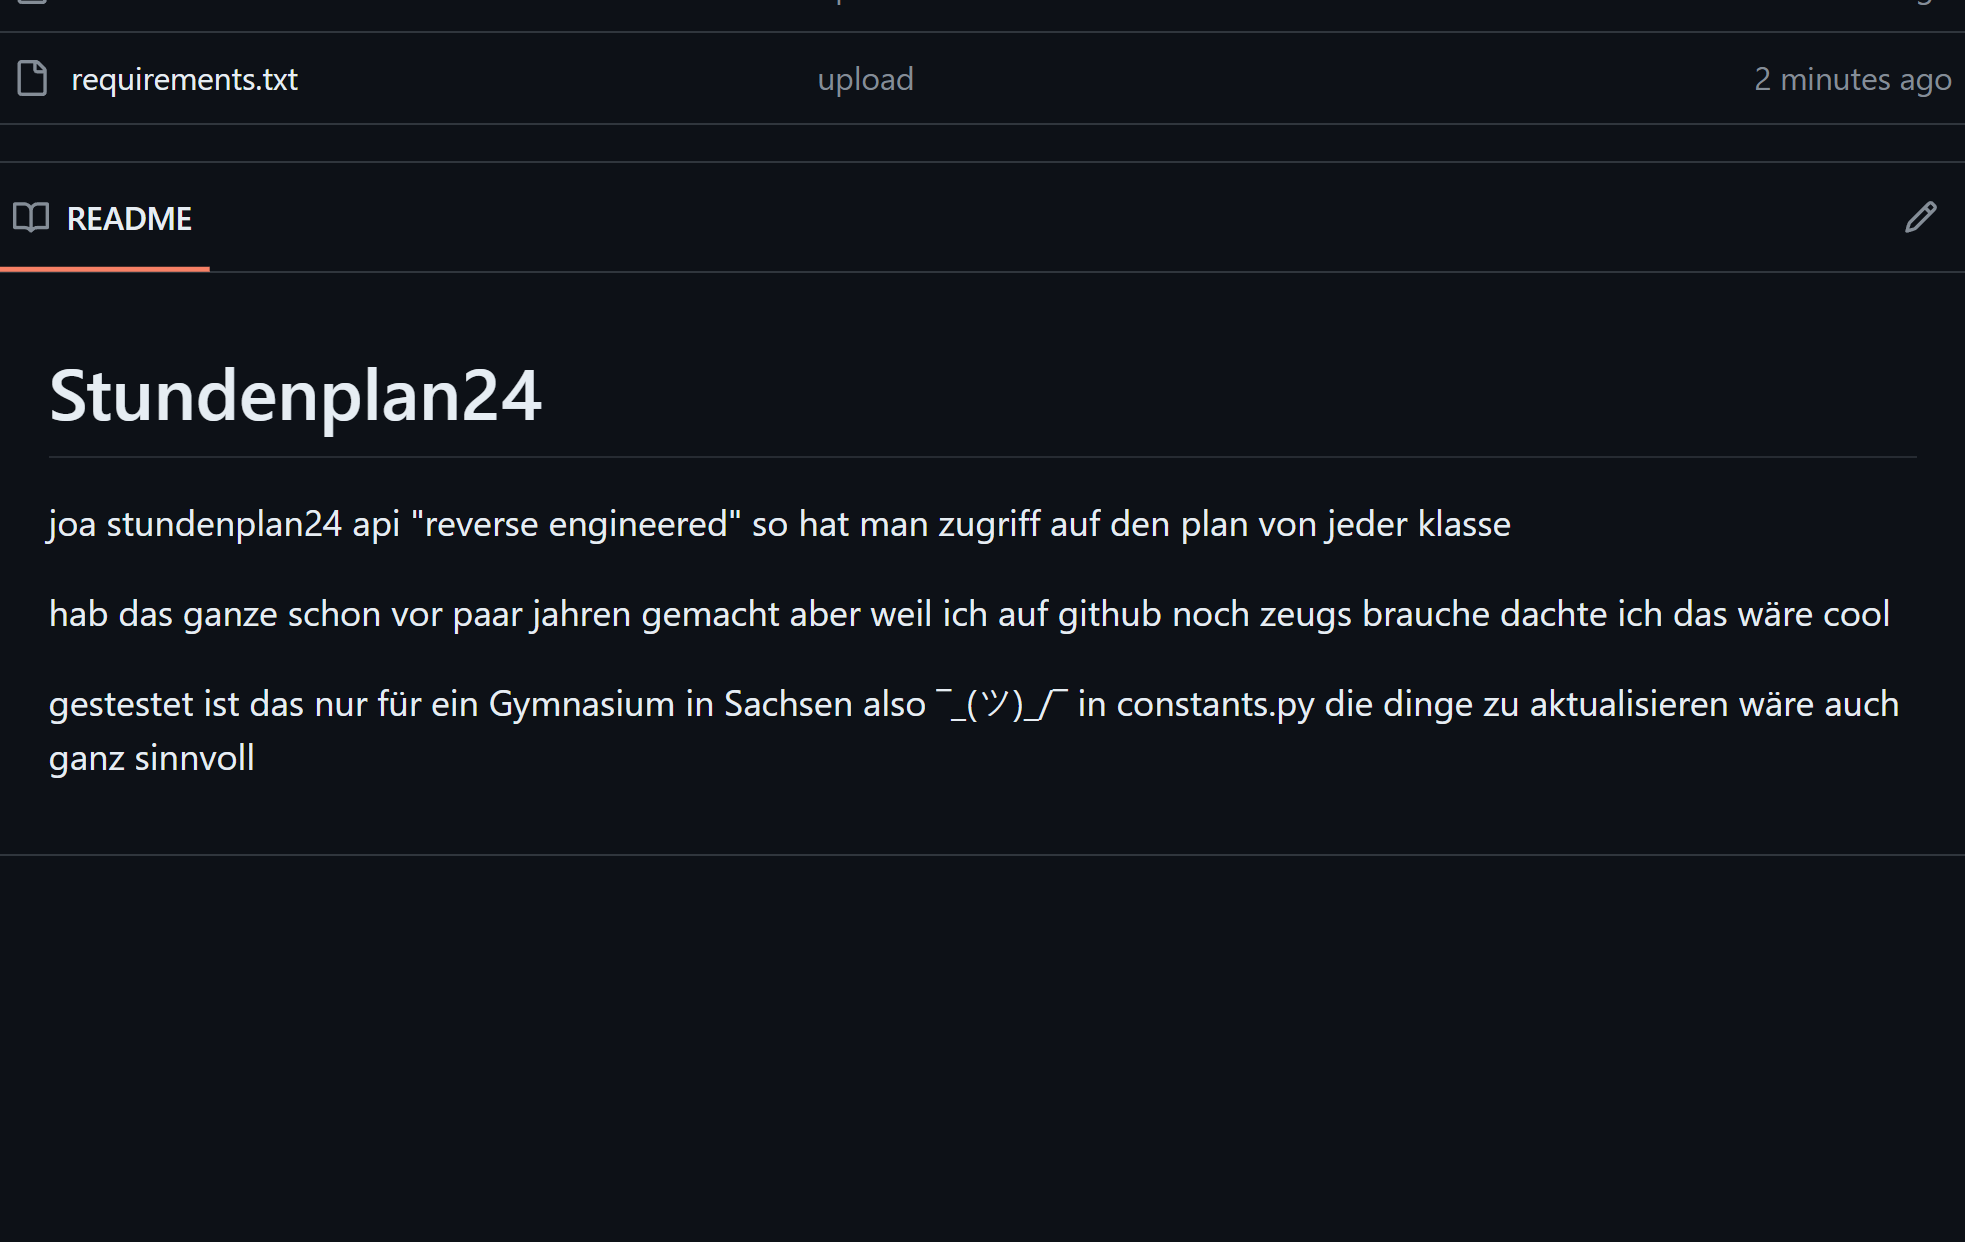 requirements.txt upload 2 minutes ago
README
Stundenplan24
joa stundenplan24 api "reverse engineered" so hat man zugriff auf den plan von jeder klasse
hab das ganze schon vor paar jahren gemacht aber weil ich auf github noch zeugs brauche dachte ich das wäre cool
gestestet ist das nur für ein Gymnasium in Sachsen also ¯_(ツ)_/¯ in constants.py die dinge zu aktualisieren wäre auch
ganz sinnvoll